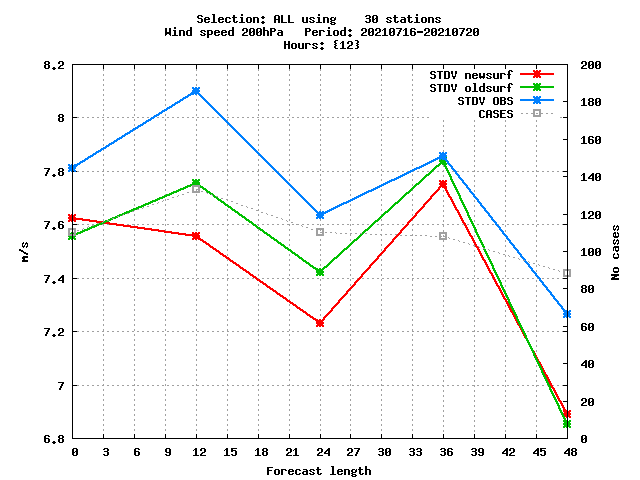 Selection: ALL using    30 stations
Wind speed 200hPa   Period: 20210716-20210720
Hours: {12}
8.2
8
7.8
7.6
7.4
7.2
7
6.8
m/s
200
180
160
140
120
100
80
60
40
20
0
No cases
STDV newsurf
STDV oldsurf
STDV OBS
CASES
0 3 6 9 12 15 18 21 24 27 30 33 36 39 42 45 48
Forecast length